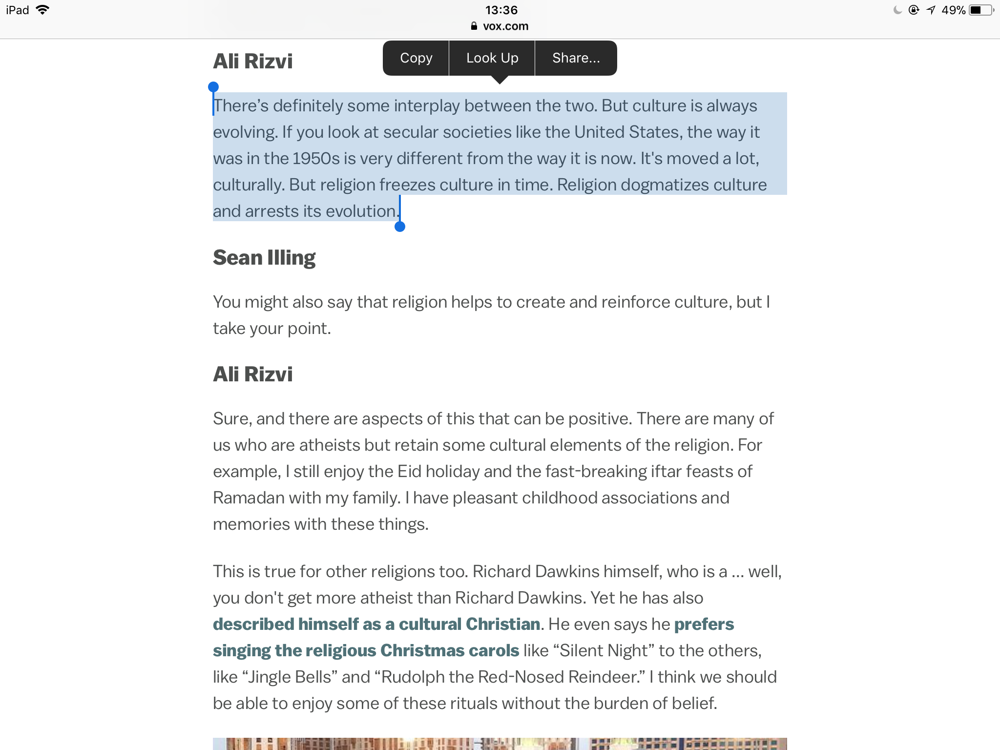 iPad 13:36 49%
vox.com
Copy Look Up Share...
Ali Rizvi
There’s definitely some interplay between the two. But culture is always
evolving. If you look at secular societies like the United States, the way it
was in the 1950s is very different from the way it is now. It's moved a lot,
culturally. But religion freezes culture in time. Religion dogmatizes culture
and arrests its evolution.
Sean Illing
You might also say that religion helps to create and reinforce culture, but I
take your point.
Ali Rizvi
Sure, and there are aspects of this that can be positive. There are many of
us who are atheists but retain some cultural elements of the religion. For
example, I still enjoy the Eid holiday and the fast-breaking iftar feasts of
Ramadan with my family. I have pleasant childhood associations and
memories with these things.
This is true for other religions too. Richard Dawkins himself, who is a ... well,
you don't get more atheist than Richard Dawkins. Yet he has also
described himself as a cultural Christian. He even says he prefers
singing the religious Christmas carols like “Silent Night” to the others,
like “Jingle Bells” and “Rudolph the Red-Nosed Reindeer.” I think we should
be able to enjoy some of these rituals without the burden of belief.